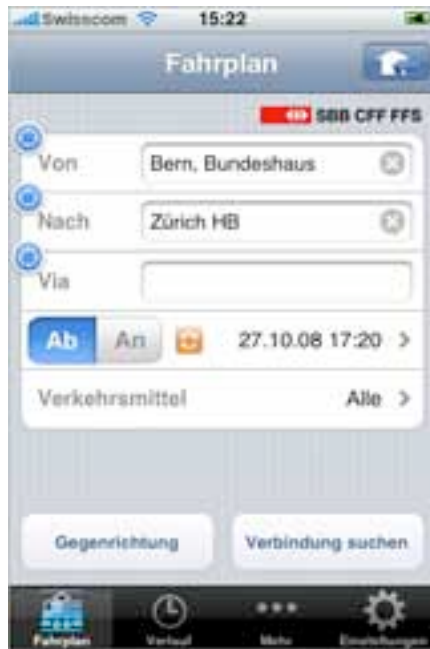 Swisscom 15:22
Fahrplan
SBB CFF FFS
Von Bern, Bundeshaus
Nach Zürich HB
Via
Ab An 27.10.08 17:20
Verkehrsmittel Alle
Gegenrichtung Verbindung suchen
Fahrplan Verlauf Mehr Einstellungen